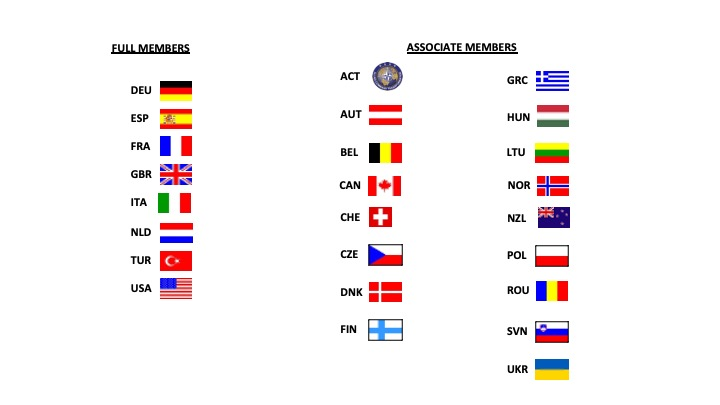 FULL MEMBERS
DEU
ESP
FRA
GBR
ITA
NLD
TUR
USA
ASSOCIATE MEMBERS
ACT
AUT
BEL
CAN
CHE
CZE
DNK
FIN
GRC
HUN
LTU
NOR
NZL
POL
ROU
SVN
UKR